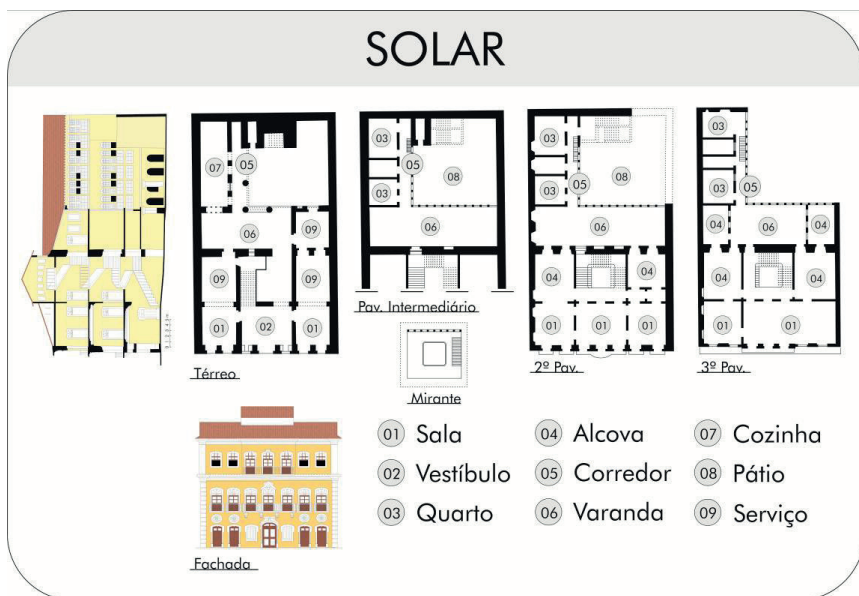 SOLAR
07
05
06
09
09
09
01
02
01
Térreo
03
03
05
08
06
Pav. Intermediário
Mirante
03
03
05
08
06
04
04
01
01
01
2º Pav.
03
03
05
04
06
04
04
04
01
01
3º Pav.
Fachada
01 Sala
02 Vestíbulo
03 Quarto
04 Alcova
05 Corredor
06 Varanda
07 Cozinha
08 Pátio
09 Serviço